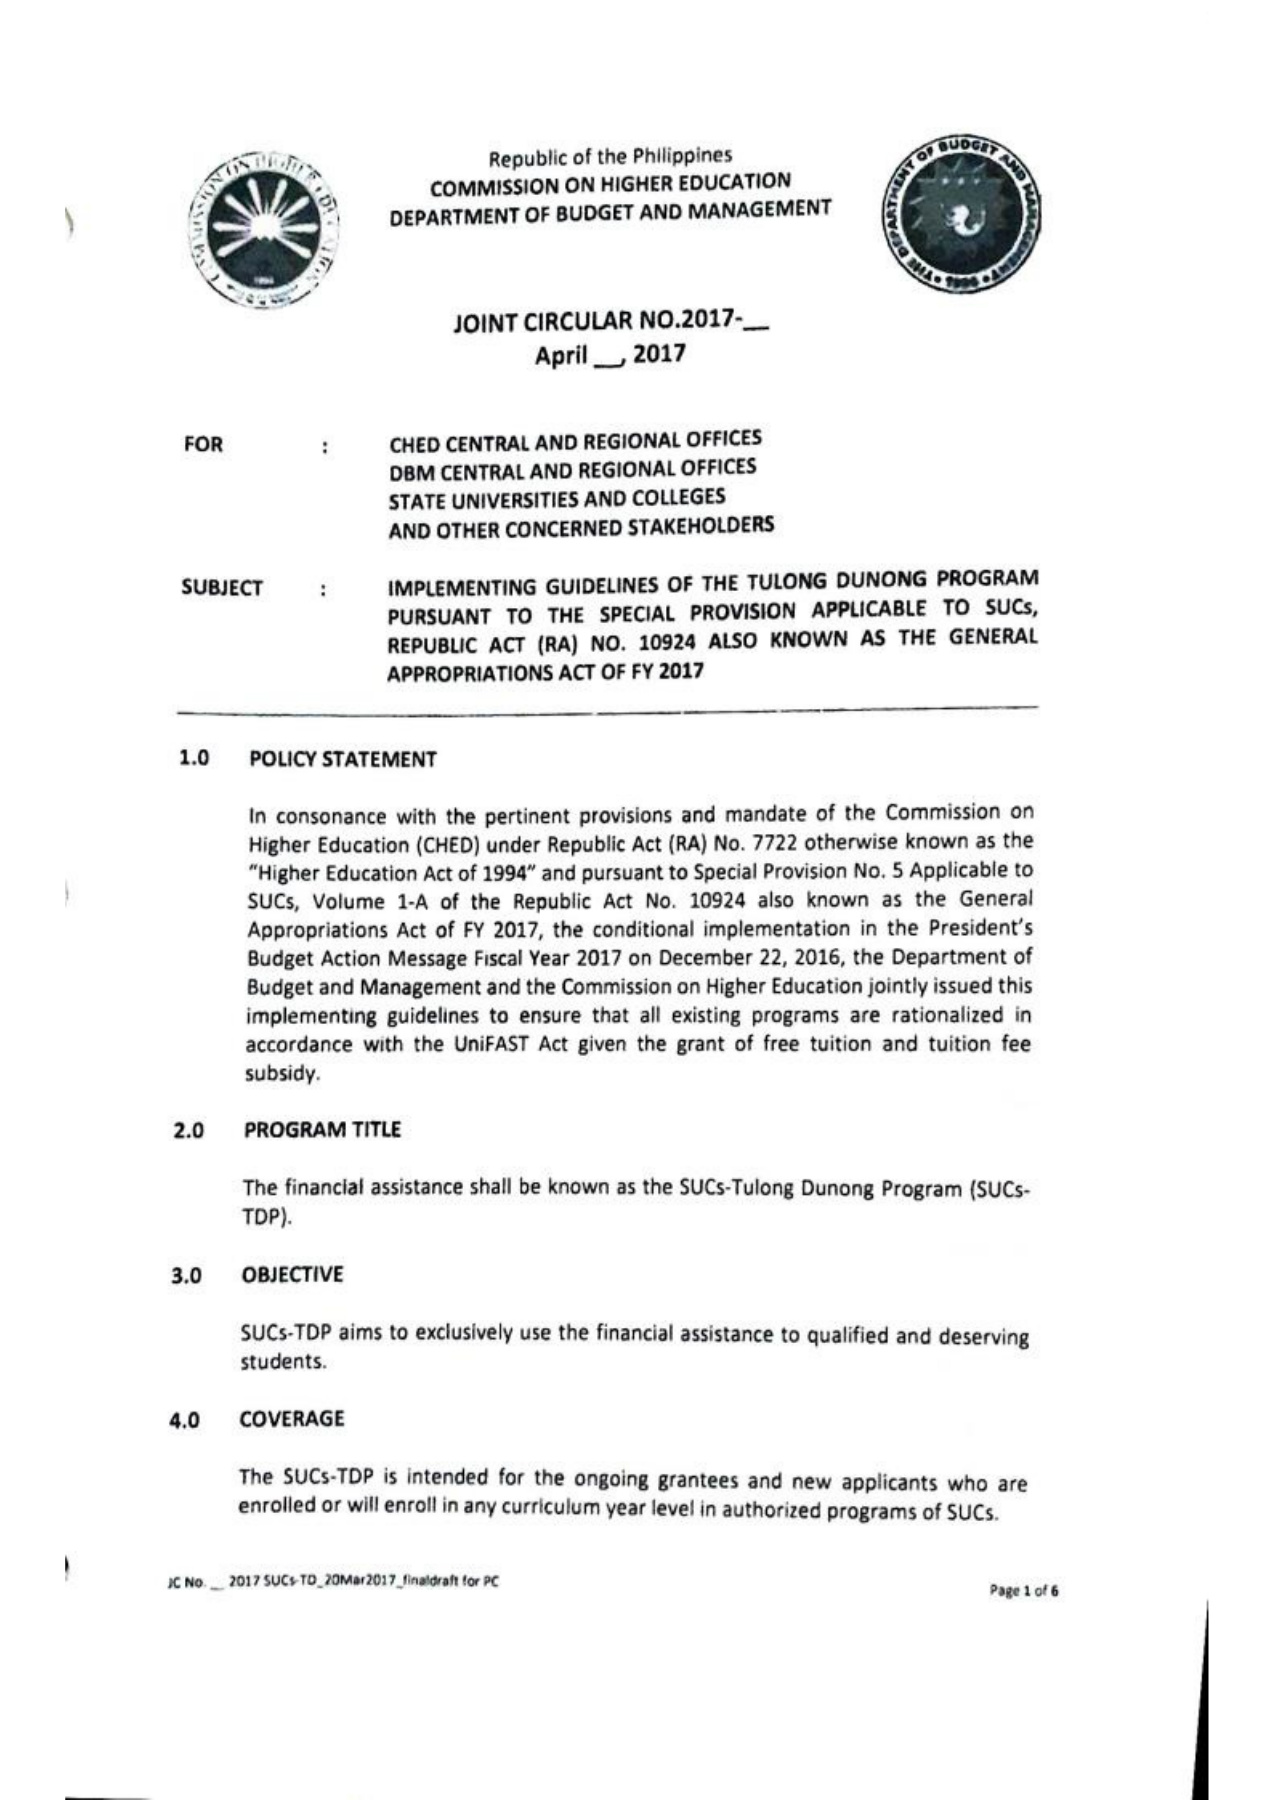 Republic of the Philippines
COMMISSION ON HIGHER EDUCATION
DEPARTMENT OF BUDGET AND MANAGEMENT
COMMISSION ON HIGHER EDUCATION
THE DEPARTMENT OF BUDGET AND MANAGEMENT
JOINT CIRCULAR NO.2017-__
April __, 2017
FOR : CHED CENTRAL AND REGIONAL OFFICES
DBM CENTRAL AND REGIONAL OFFICES
STATE UNIVERSITIES AND COLLEGES
AND OTHER CONCERNED STAKEHOLDERS
SUBJECT : IMPLEMENTING GUIDELINES OF THE TULONG DUNONG PROGRAM
PURSUANT TO THE SPECIAL PROVISION APPLICABLE TO SUCs,
REPUBLIC ACT (RA) NO. 10924 ALSO KNOWN AS THE GENERAL
APPROPRIATIONS ACT OF FY 2017
1.0 POLICY STATEMENT
In consonance with the pertinent provisions and mandate of the Commission on
Higher Education (CHED) under Republic Act (RA) No. 7722 otherwise known as the
"Higher Education Act of 1994" and pursuant to Special Provision No. 5 Applicable to
SUCs, Volume 1-A of the Republic Act No. 10924 also known as the General
Appropriations Act of FY 2017, the conditional implementation in the President's
Budget Action Message Fiscal Year 2017 on December 22, 2016, the Department of
Budget and Management and the Commission on Higher Education jointly issued this
implementing guidelines to ensure that all existing programs are rationalized in
accordance with the UniFAST Act given the grant of free tuition and tuition fee
subsidy.
2.0 PROGRAM TITLE
The financial assistance shall be known as the SUCs-Tulong Dunong Program (SUCs-
TDP).
3.0 OBJECTIVE
SUCs-TDP aims to exclusively use the financial assistance to qualified and deserving
students.
4.0 COVERAGE
The SUCs-TDP is intended for the ongoing grantees and new applicants who are
enrolled or will enroll in any curriculum year level in authorized programs of SUCs.
JC No. __ 2017 SUCs-TD_20Mar2017_finaldraft for PC
Page 1 of 6